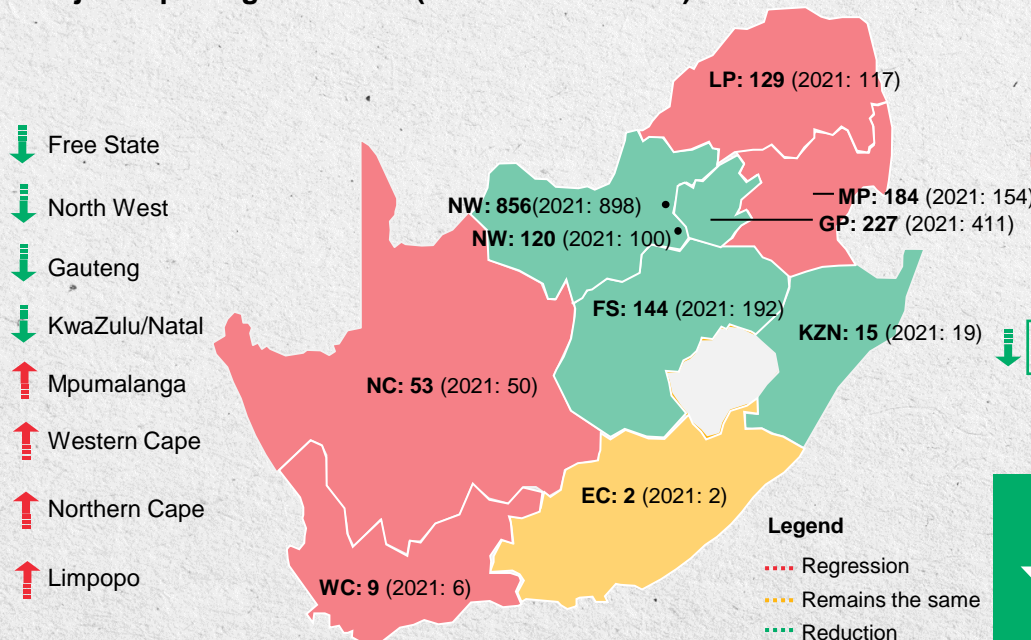 Free State
North West
Gauteng
KwaZulu/Natal
Mpumalanga
Western Cape
Northern Cape
Limpopo
LP: 129 (2021: 117)
MP: 184 (2021: 154)
GP: 227 (2021: 411)
NW: 856(2021: 898)
NW: 120 (2021: 100)
FS: 144 (2021: 192)
KZN: 15 (2021: 19)
NC: 53 (2021: 50)
EC: 2 (2021: 2)
WC: 9 (2021: 6)
Legend
Regression
Remains the same
Reduction